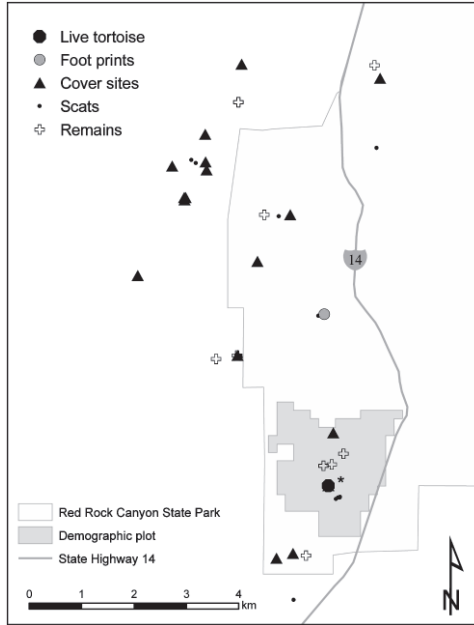 Live tortoise
Foot prints
Cover sites
Scats
Remains
14
*
Red Rock Canyon State Park
Demographic plot
State Highway 14
0 1 2 3 4
km
N